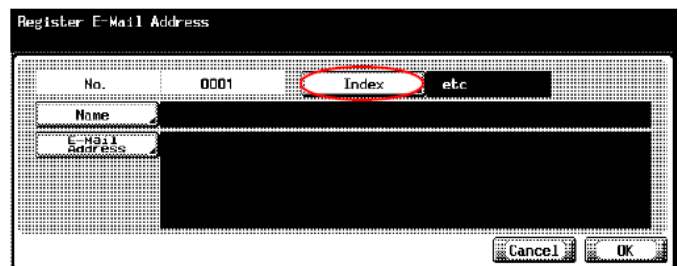 Register E-Mail Address
No. 0001 Index etc
Name
E-Mail
Address
Cancel OK